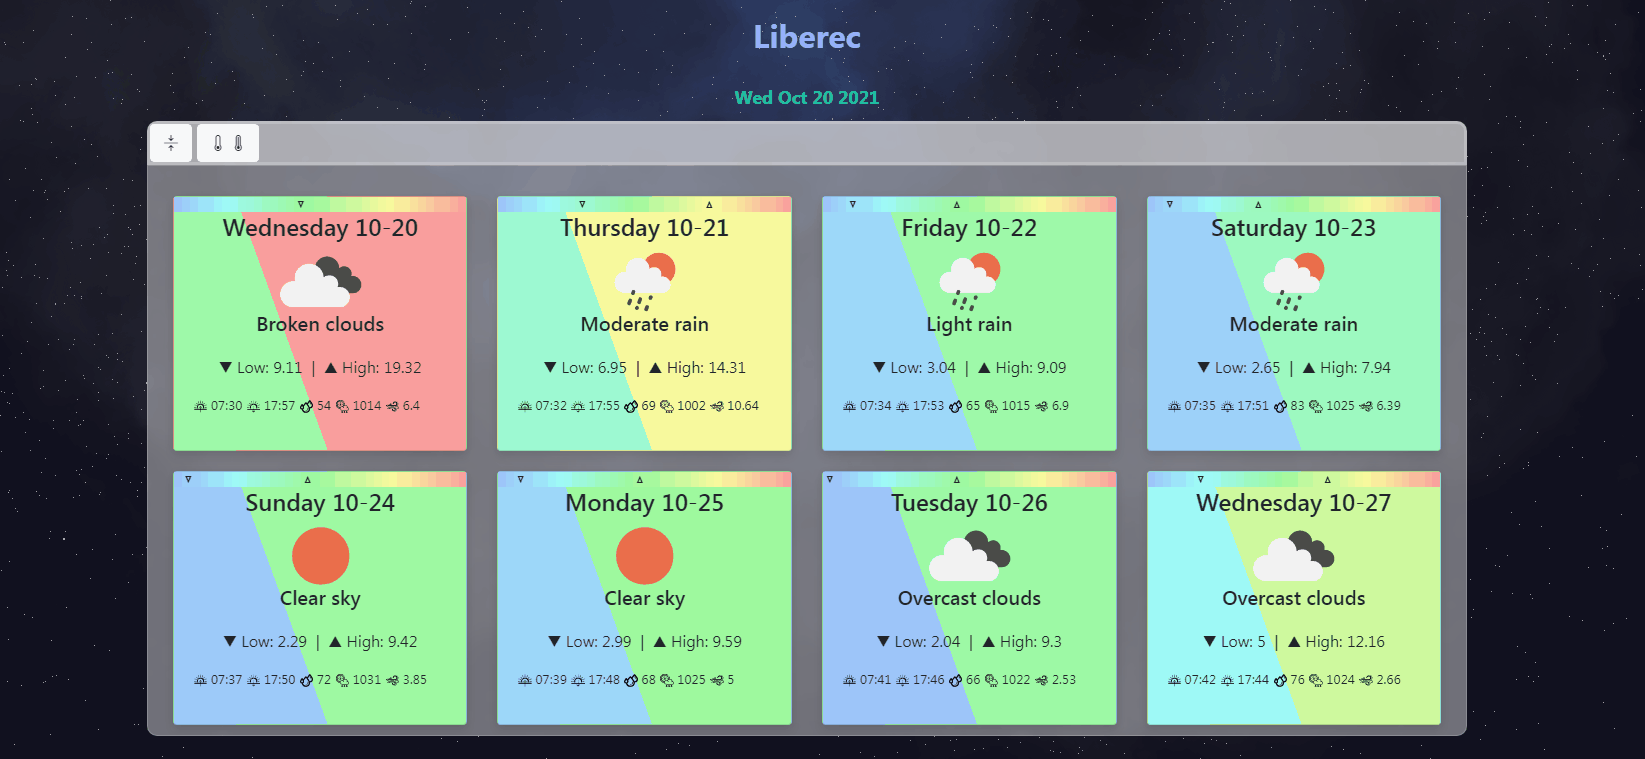 Liberec
Wed Oct 20 2021
Wednesday 10-20
Broken clouds
▼ Low: 9.11 | ▲ High: 19.32
07:30 17:57 54 1014 6.4
Thursday 10-21
Moderate rain
▼ Low: 6.95 | ▲ High: 14.31
07:32 17:55 69 1002 10.64
Friday 10-22
Light rain
▼ Low: 3.04 | ▲ High: 9.09
07:34 17:53 65 1015 6.9
Saturday 10-23
Moderate rain
▼ Low: 2.65 | ▲ High: 7.94
07:35 17:51 83 1025 6.39
Sunday 10-24
Clear sky
▼ Low: 2.29 | ▲ High: 9.42
07:37 17:50 72 1031 3.85
Monday 10-25
Clear sky
▼ Low: 2.99 | ▲ High: 9.59
07:39 17:48 68 1025 5
Tuesday 10-26
Overcast clouds
▼ Low: 2.04 | ▲ High: 9.3
07:41 17:46 66 1022 2.53
Wednesday 10-27
Overcast clouds
▼ Low: 5 | ▲ High: 12.16
07:42 17:44 76 1024 2.66